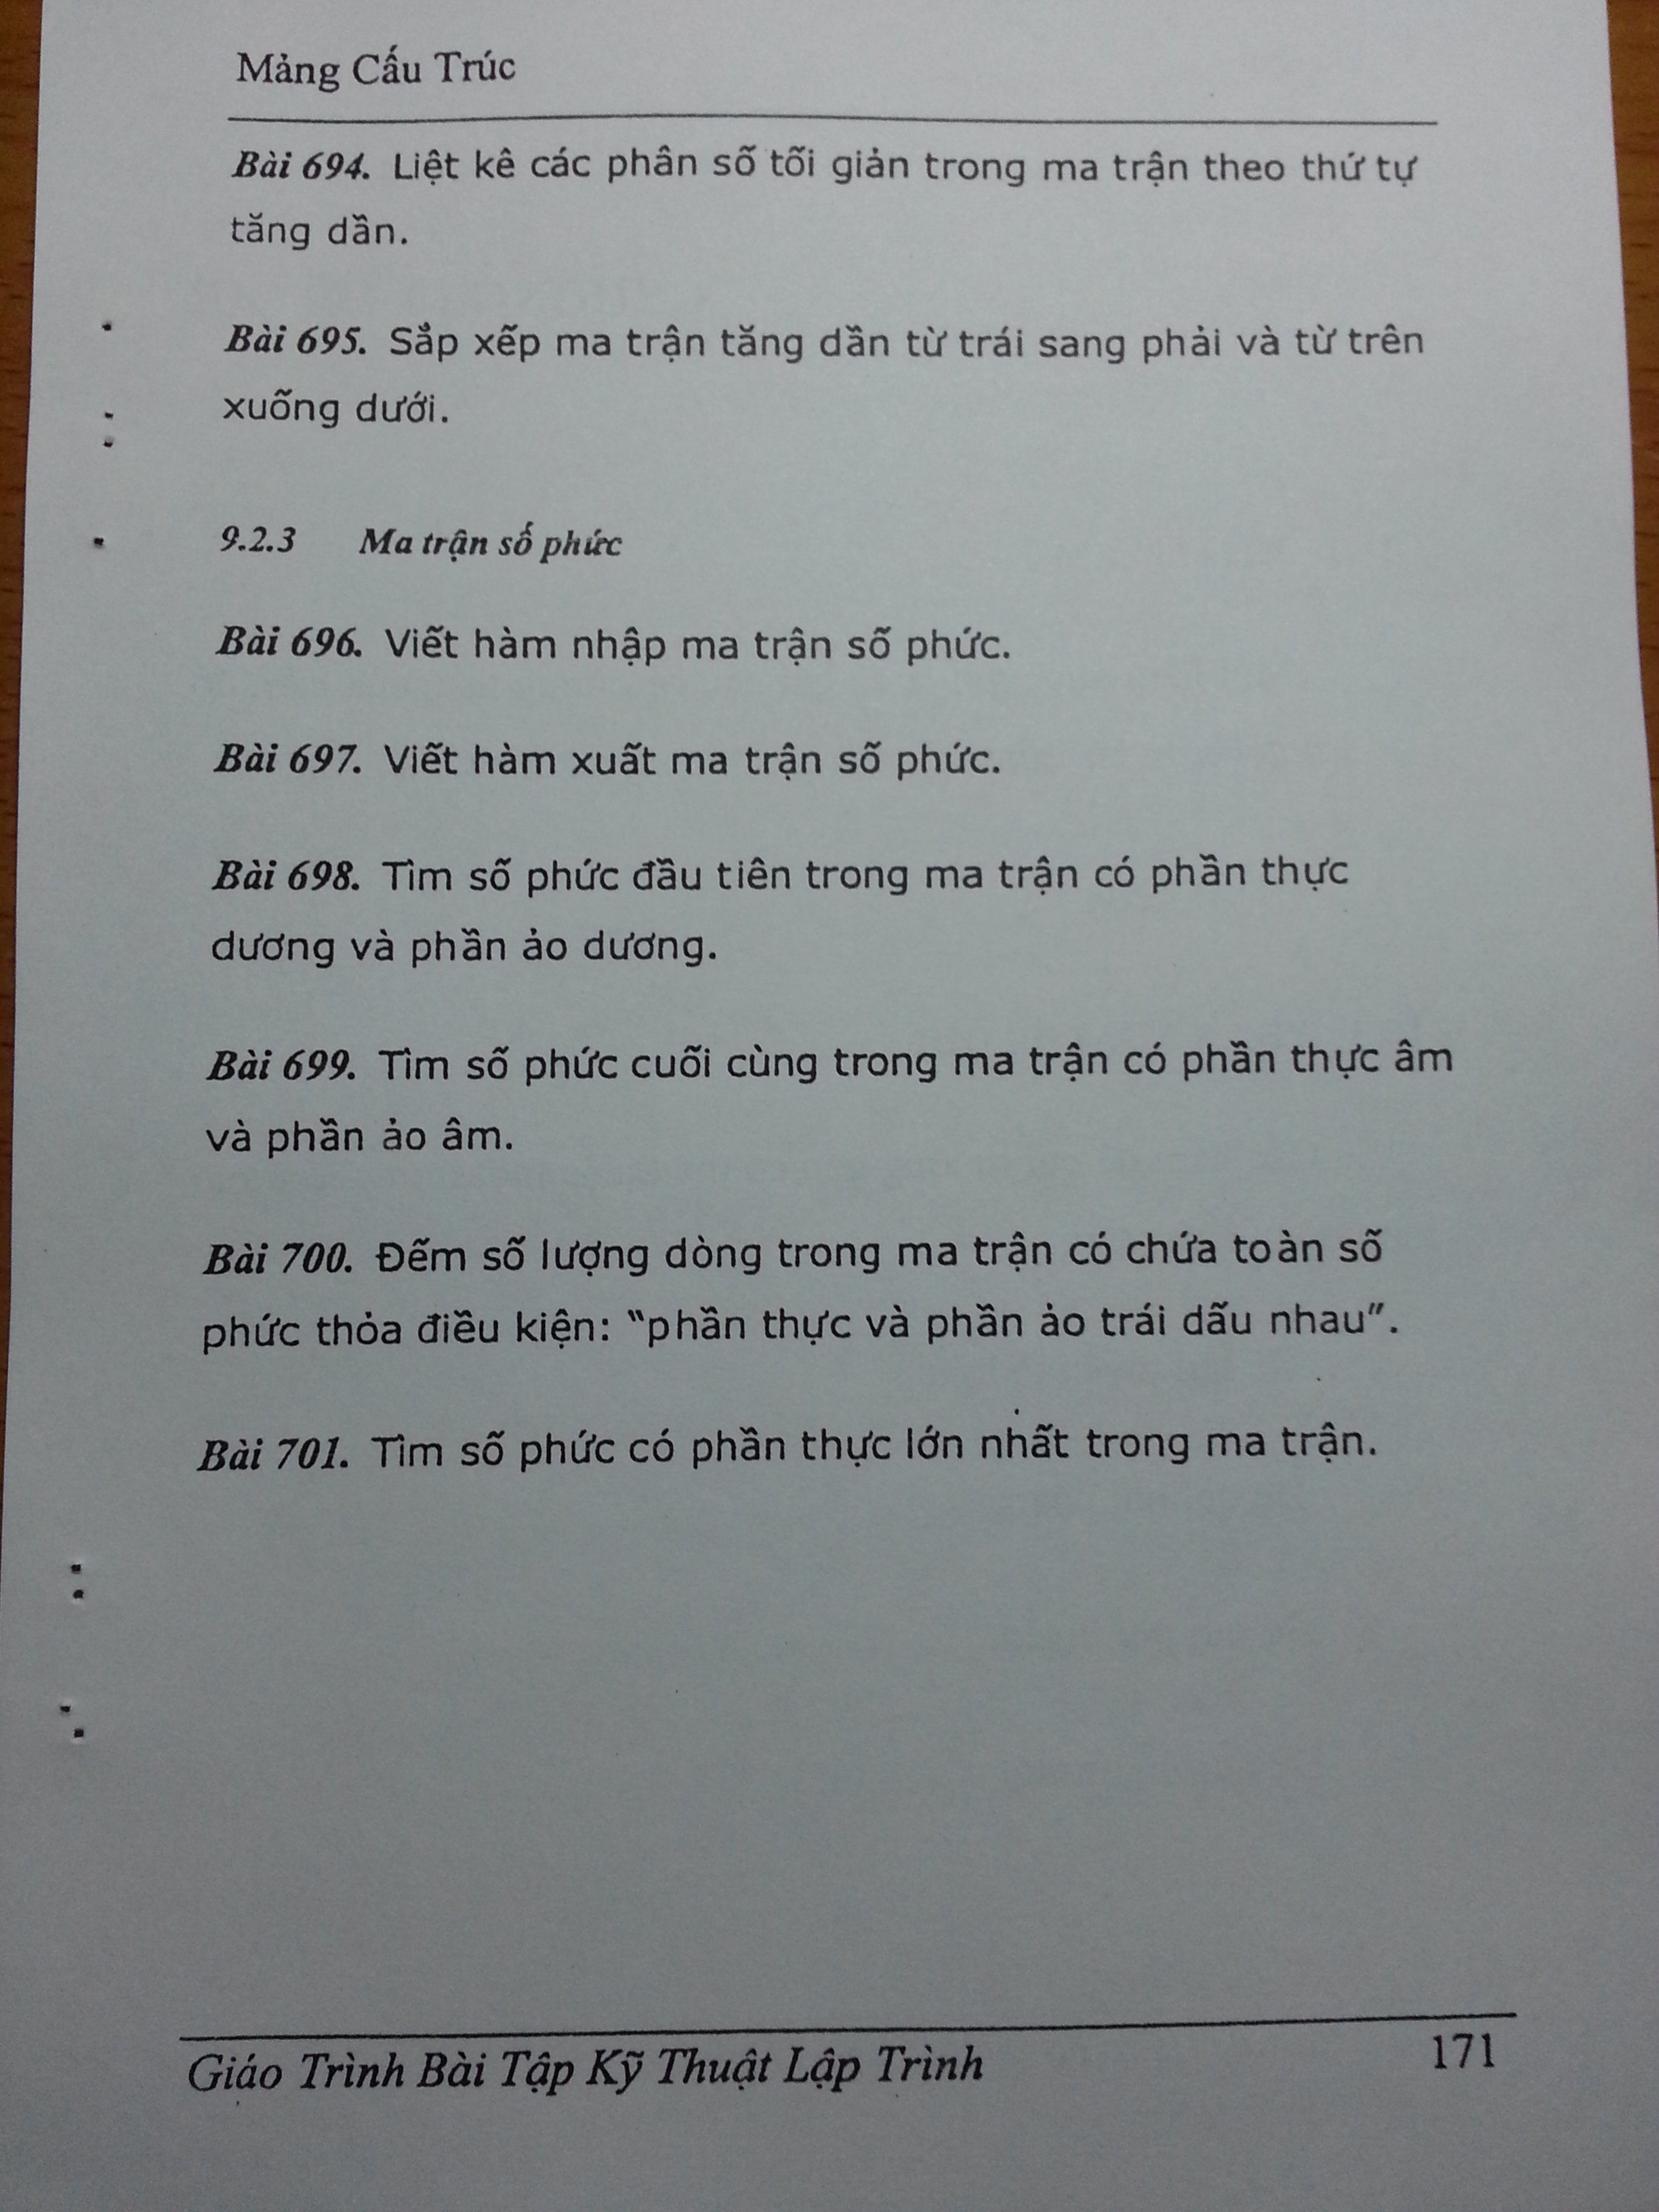 Mảng Cấu Trúc
Bài 694. Liệt kê các phân số tối giản trong ma trận theo thứ tự
tăng dần.
Bài 695. Sắp xếp ma trận tăng dần từ trái sang phải và từ trên
xuống dưới.
9.2.3 Ma trận số phức
Bài 696. Viết hàm nhập ma trận số phức.
Bài 697. Viết hàm xuất ma trận số phức.
Bài 698. Tìm số phức đầu tiên trong ma trận có phần thực
dương và phần ảo dương.
Bài 699. Tìm số phức cuối cùng trong ma trận có phần thực âm
và phần ảo âm.
Bài 700. Đếm số lượng dòng trong ma trận có chứa toàn số
phức thỏa điều kiện: “phần thực và phần ảo trái dấu nhau”.
Bài 701. Tìm số phức có phần thực lớn nhất trong ma trận.
Giáo Trình Bài Tập Kỹ Thuật Lập Trình 171